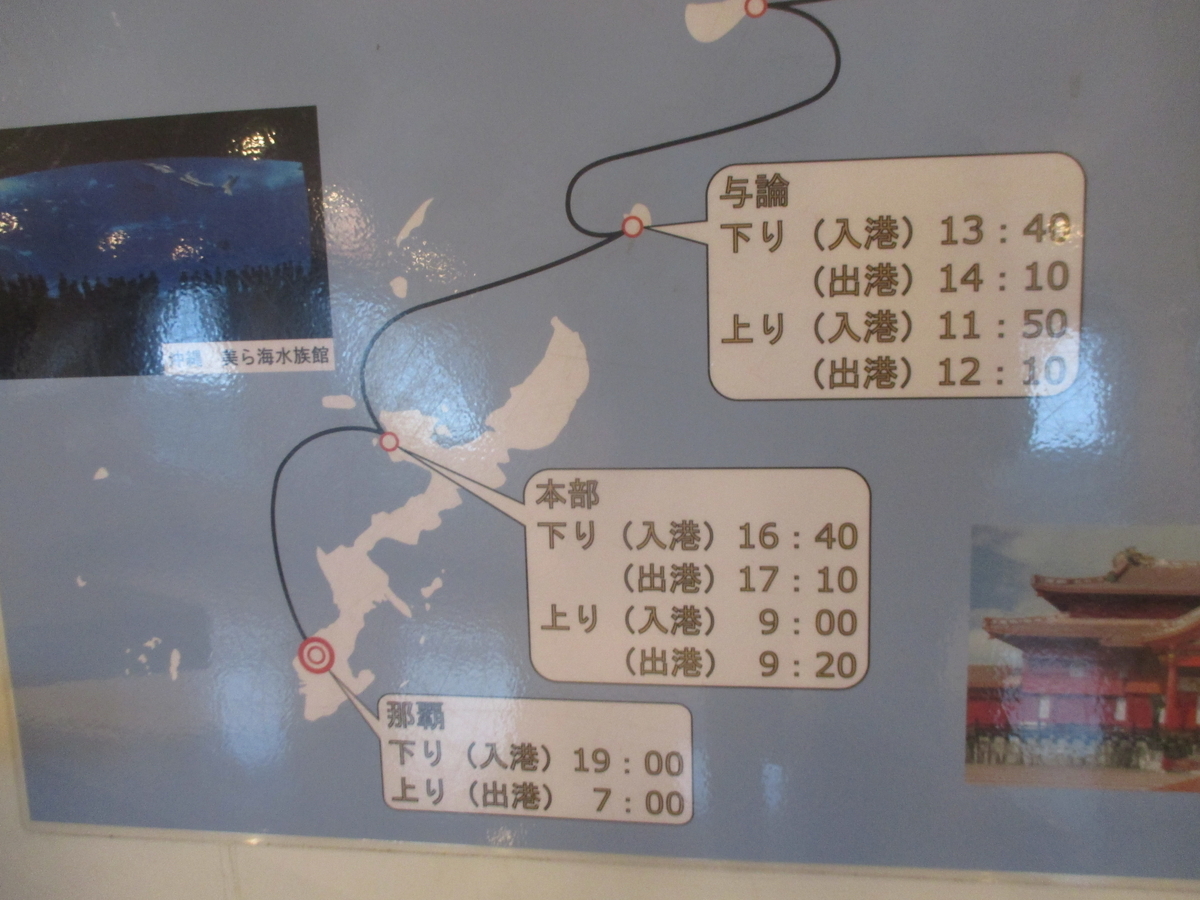 沖縄 美ら海水族館
与論
下り（入港）13：40
（出港）14：10
上り（入港）11：50
（出港）12：10
本部
下り（入港）16：40
（出港）17：10
上り（入港）9：00
（出港）9：20
那覇
下り（入港）19：00
上り（出港）7：00